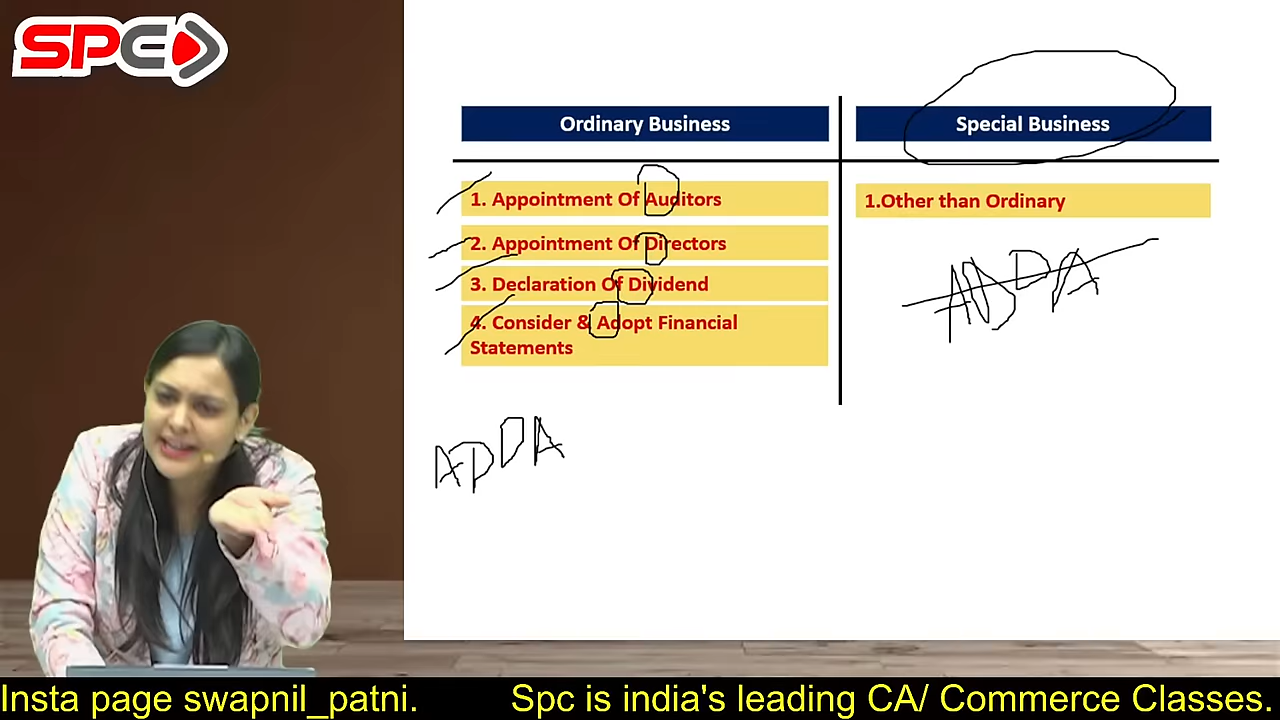 SPC
Ordinary Business
Special Business
1. Appointment Of Auditors
2. Appointment Of Directors
3. Declaration Of Dividend
4. Consider & Adopt Financial
Statements
1.Other than Ordinary
ADDA
ADDA
Insta page swapnil_patni. Spc is india's leading CA/ Commerce Classes.